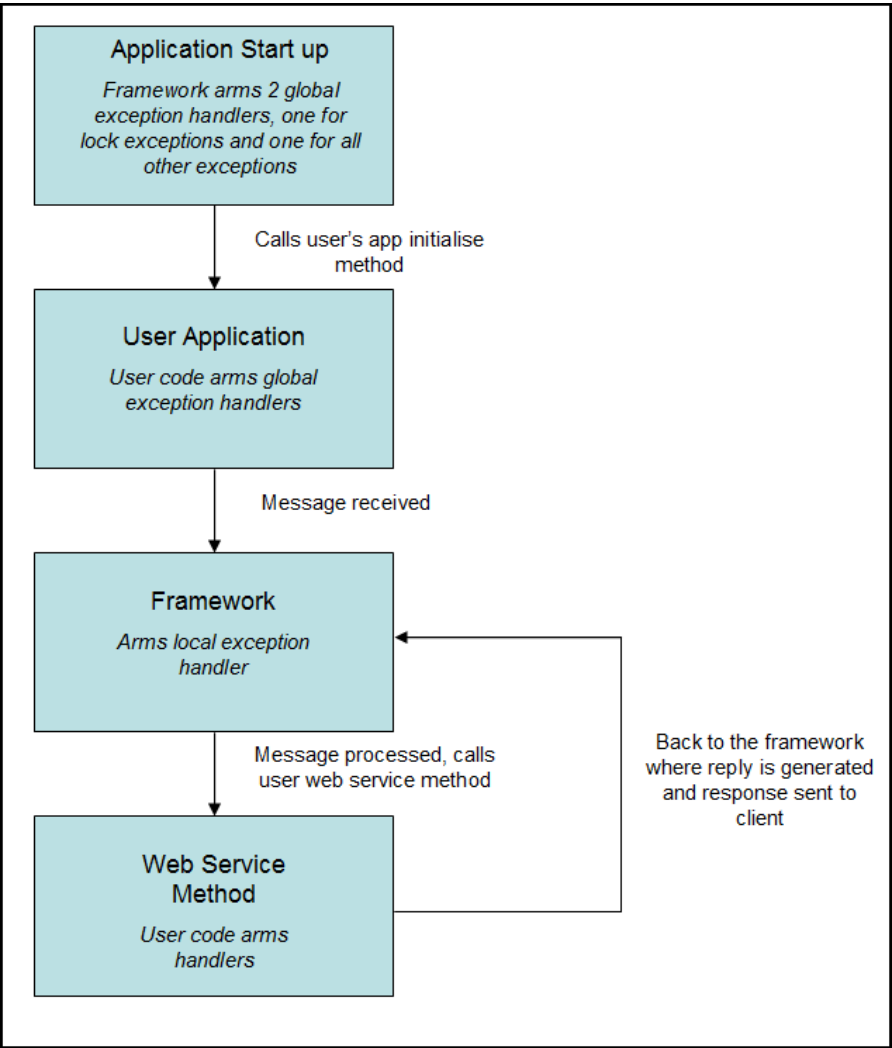 Application Start up
Framework arms 2 global
exception handlers, one for
lock exceptions and one for all
other exceptions
Calls user's app initialise
method
User Application
User code arms global
exception handlers
Message received
Framework
Arms local exception
handler
Message processed, calls
user web service method
Back to the framework
where reply is generated
and response sent to
client
Web Service
Method
User code arms
handlers